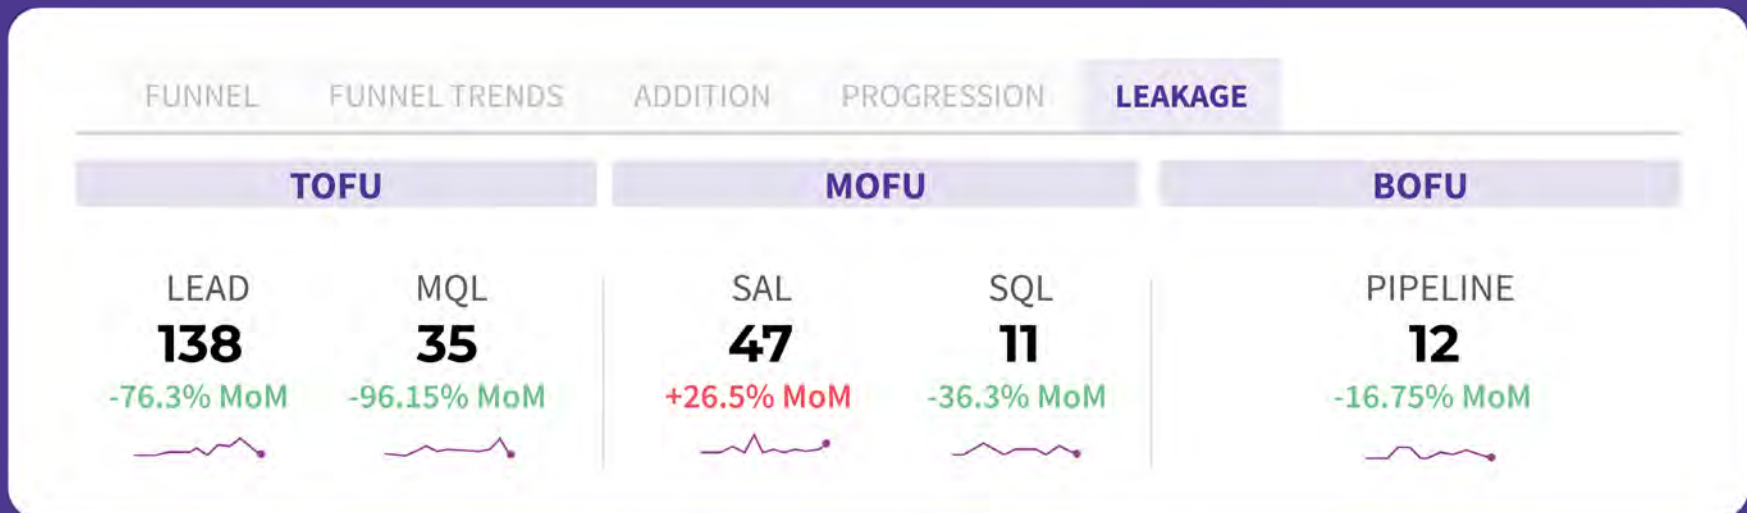 FUNNEL FUNNEL TRENDS ADDITION PROGRESSION LEAKAGE
TOFU MOFU BOFU
LEAD MQL SAL SQL PIPELINE
138 35 47 11 12
-76.3% MoM -96.15% MoM +26.5% MoM -36.3% MoM -16.75% MoM